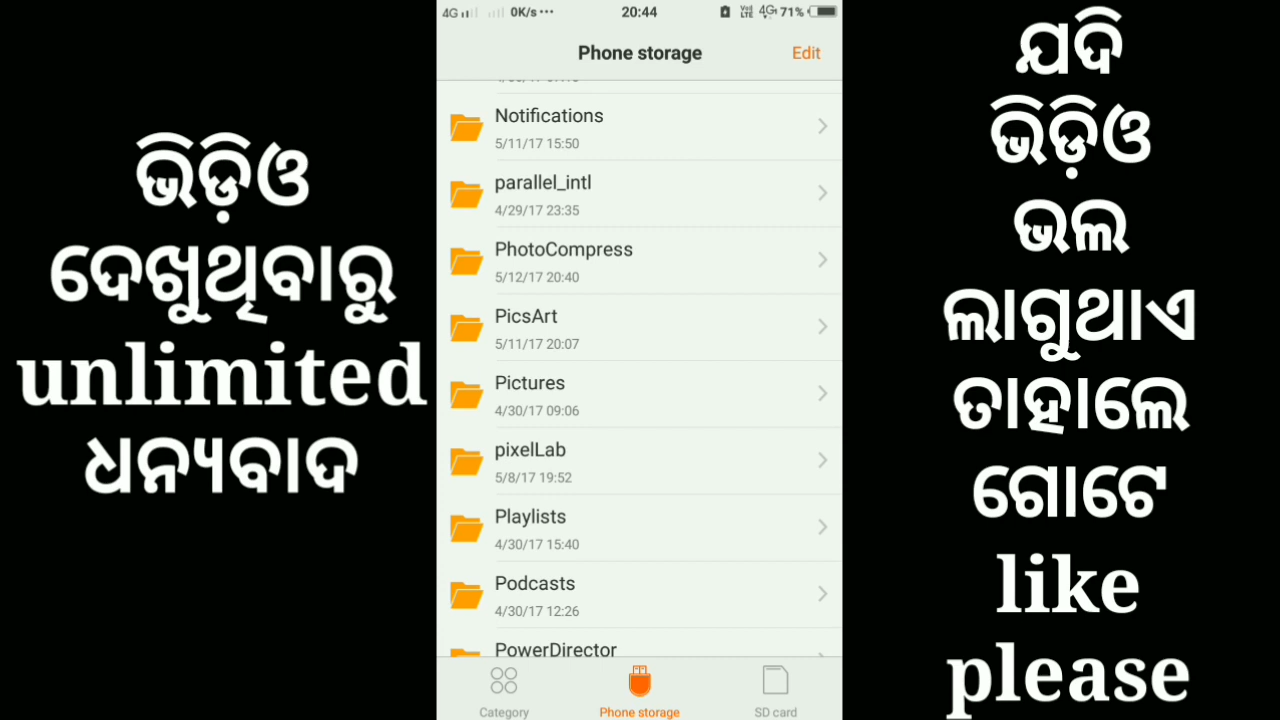 ଭିଡ଼ିଓ
ଦେଖୁଥିବାରୁ
unlimited
ଧନ୍ୟବାଦ
4G 0K/s 20:44 VoLTE 4G 71%
Phone storage Edit
Notifications
5/11/17 15:50
parallel_intl
4/29/17 23:35
PhotoCompress
5/12/17 20:40
PicsArt
5/11/17 20:07
Pictures
4/30/17 09:06
pixelLab
5/8/17 19:52
Playlists
4/30/17 15:40
Podcasts
4/30/17 12:26
PowerDirector
Category Phone storage SD card
ଯଦି
ଭିଡ଼ିଓ
ଭଲ
ଲାଗୁଥାଏ
ତାହାଲେ
ଗୋଟେ
like
please